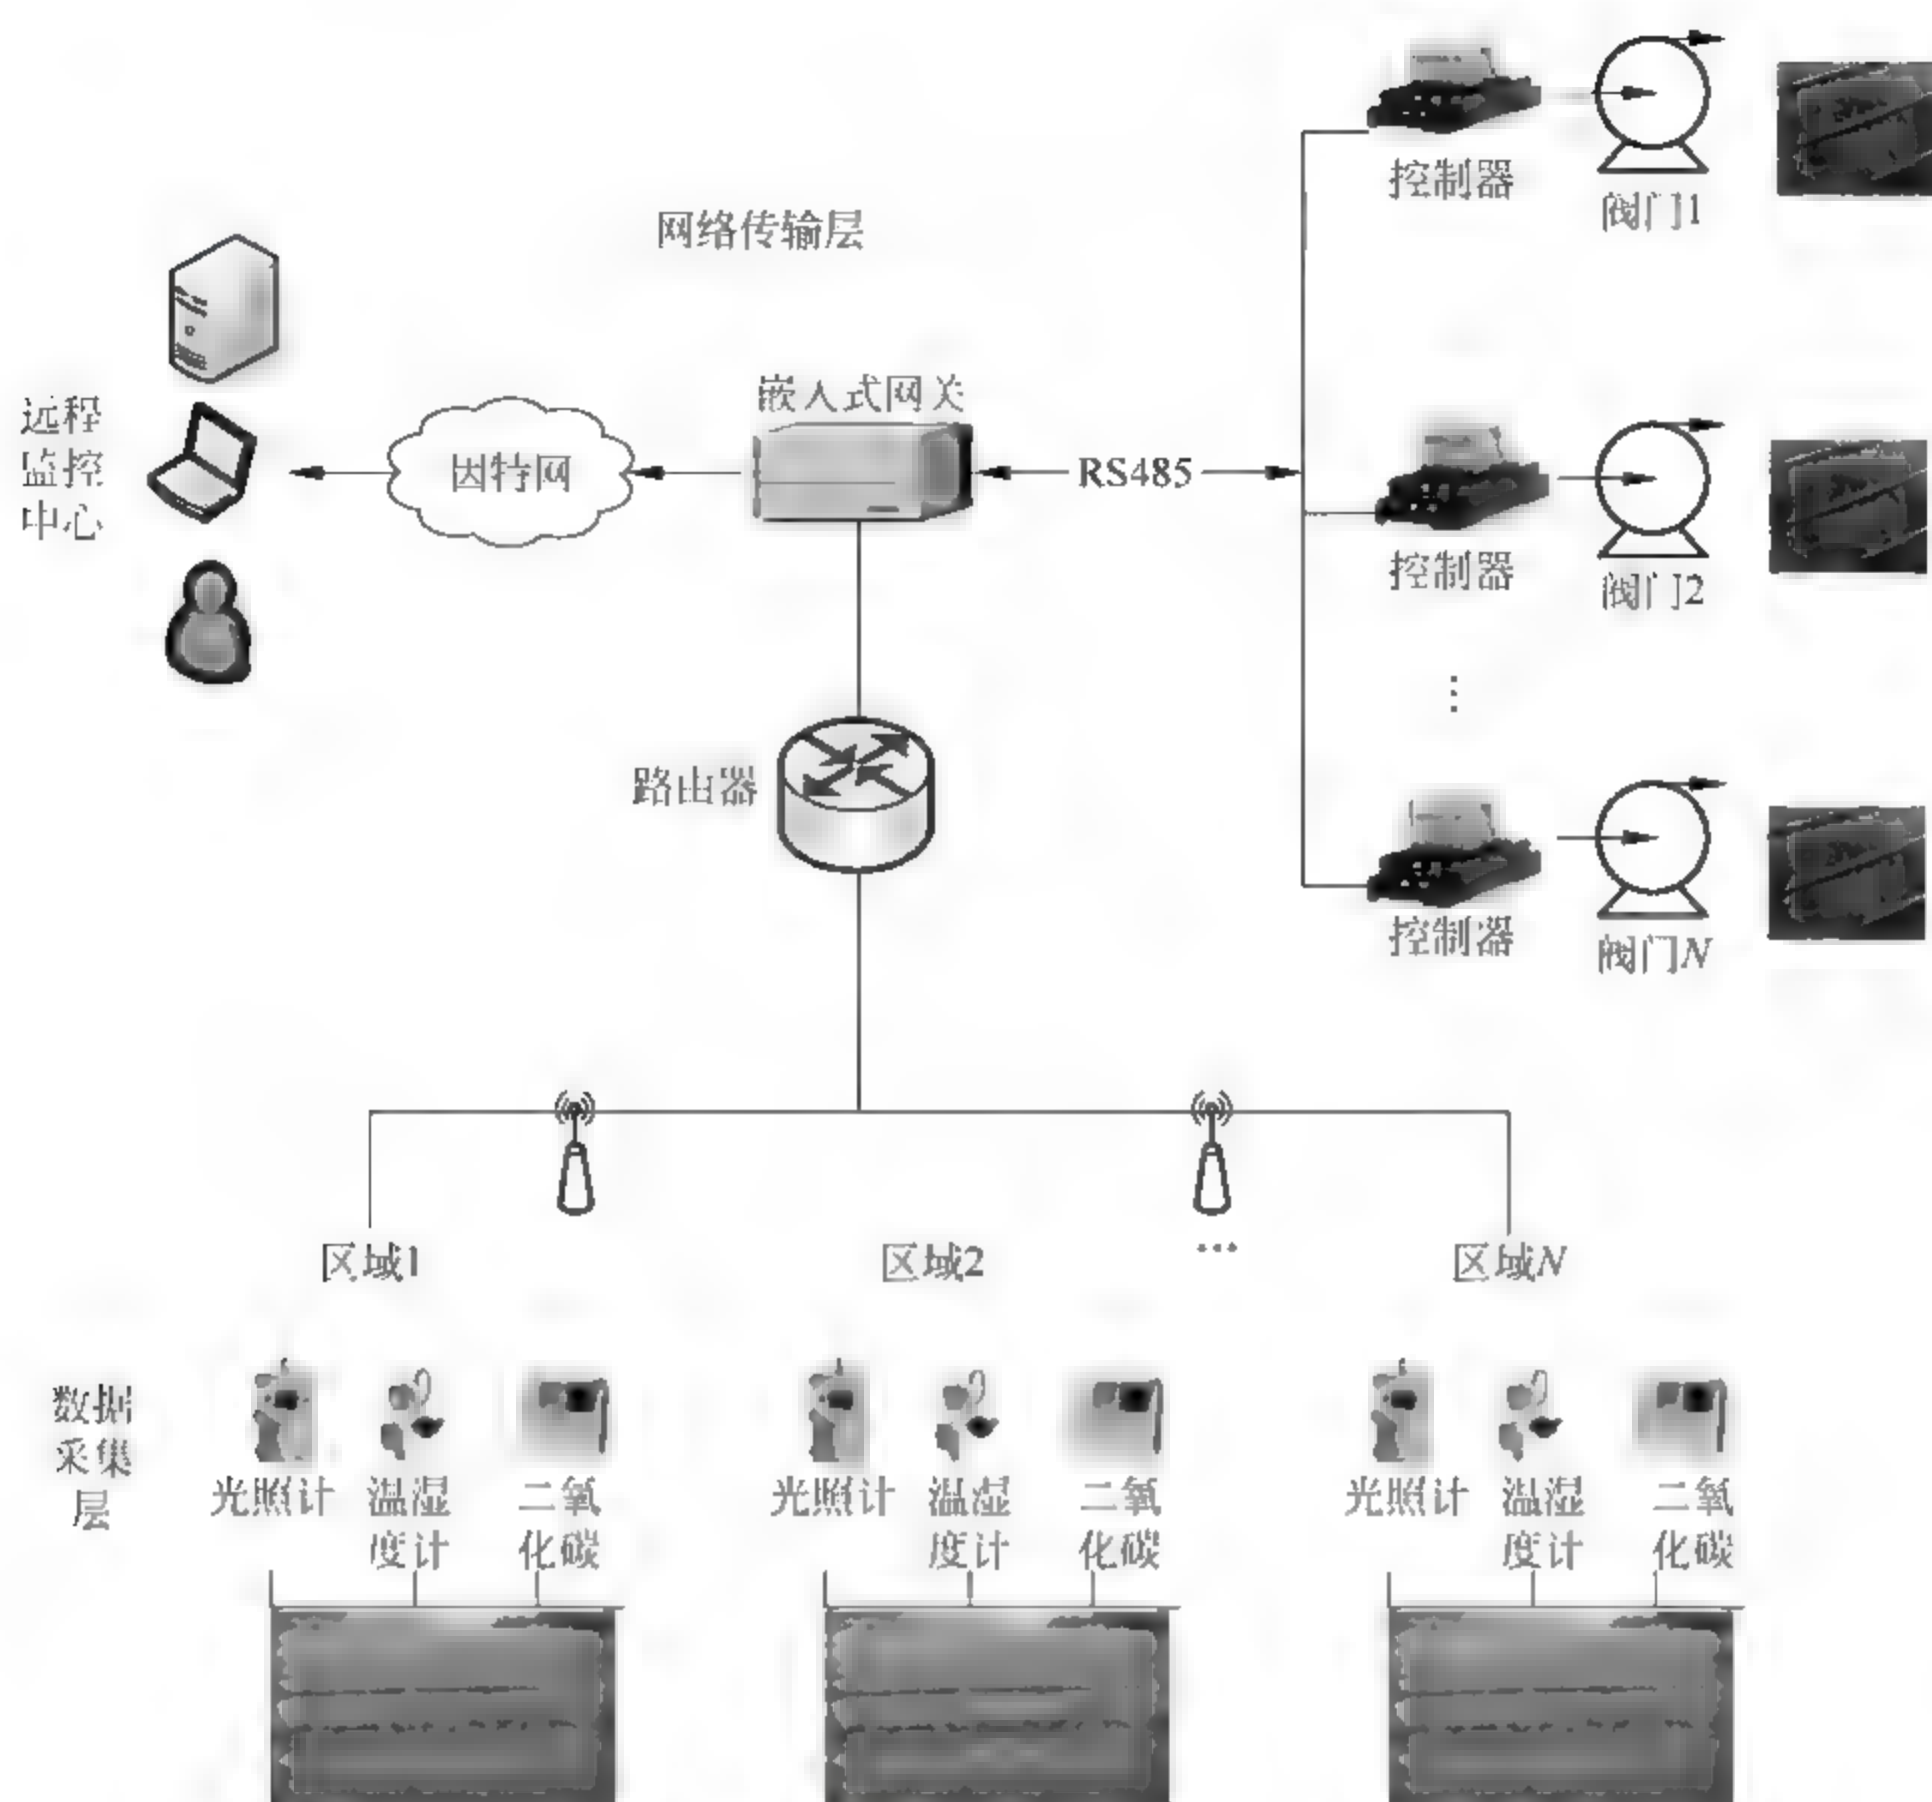 控制器
阀门1
网络传输层
远程
监控
中心
因特网
嵌入式网关
RS485
控制器
阀门2
⋮
路由器
控制器
阀门N
区域1
区域2
…
区域N
数据
采集
层
光照计
温湿
度计
二氧
化碳
光照计
温湿
度计
二氧
化碳
光照计
温湿
度计
二氧
化碳